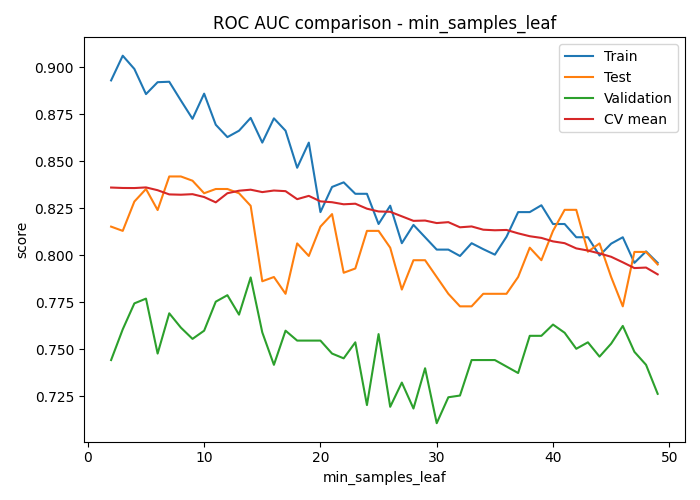 ROC AUC comparison - min_samples_leaf
Train
Test
Validation
CV mean
score
0.900
0.875
0.850
0.825
0.800
0.775
0.750
0.725
0 10 20 30 40 50
min_samples_leaf